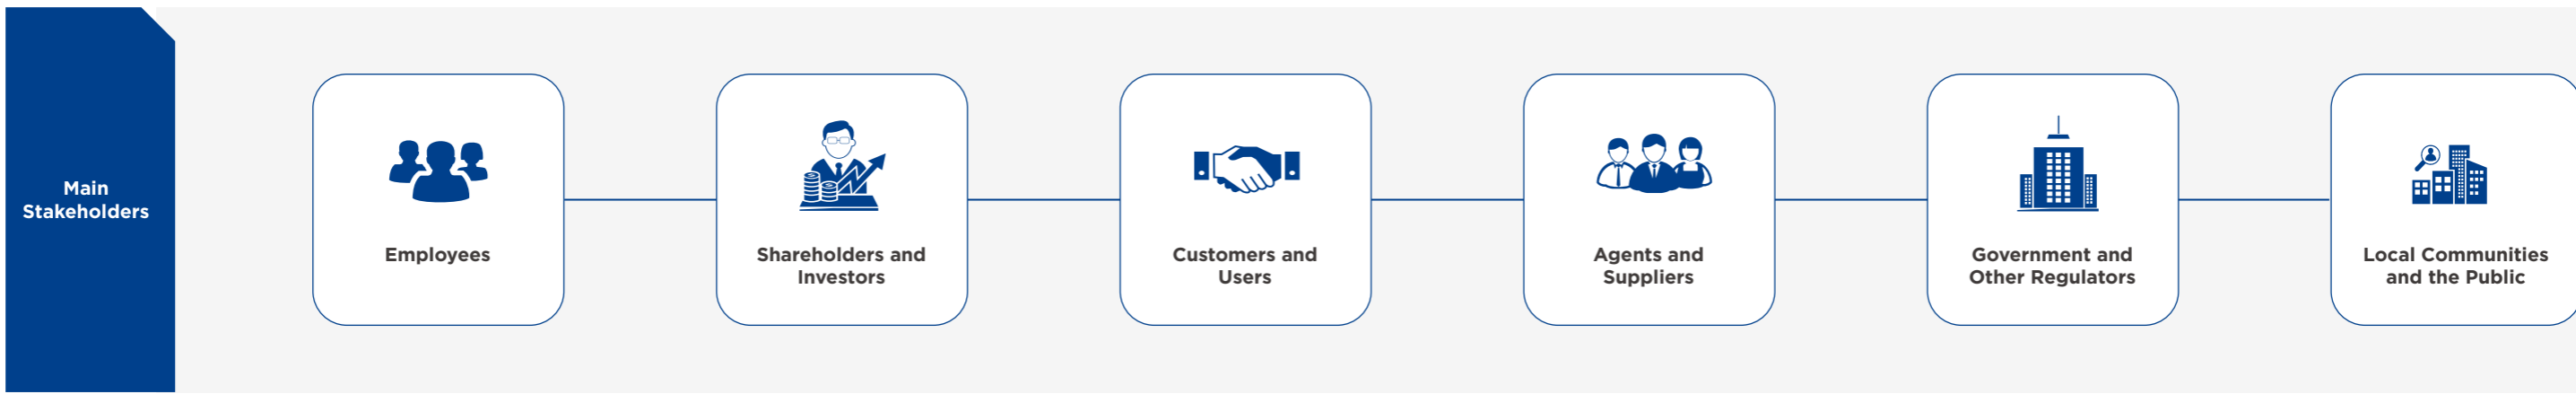 Main
Stakeholders
Employees
Shareholders and
Investors
Customers and
Users
Agents and
Suppliers
Government and
Other Regulators
Local Communities
and the Public